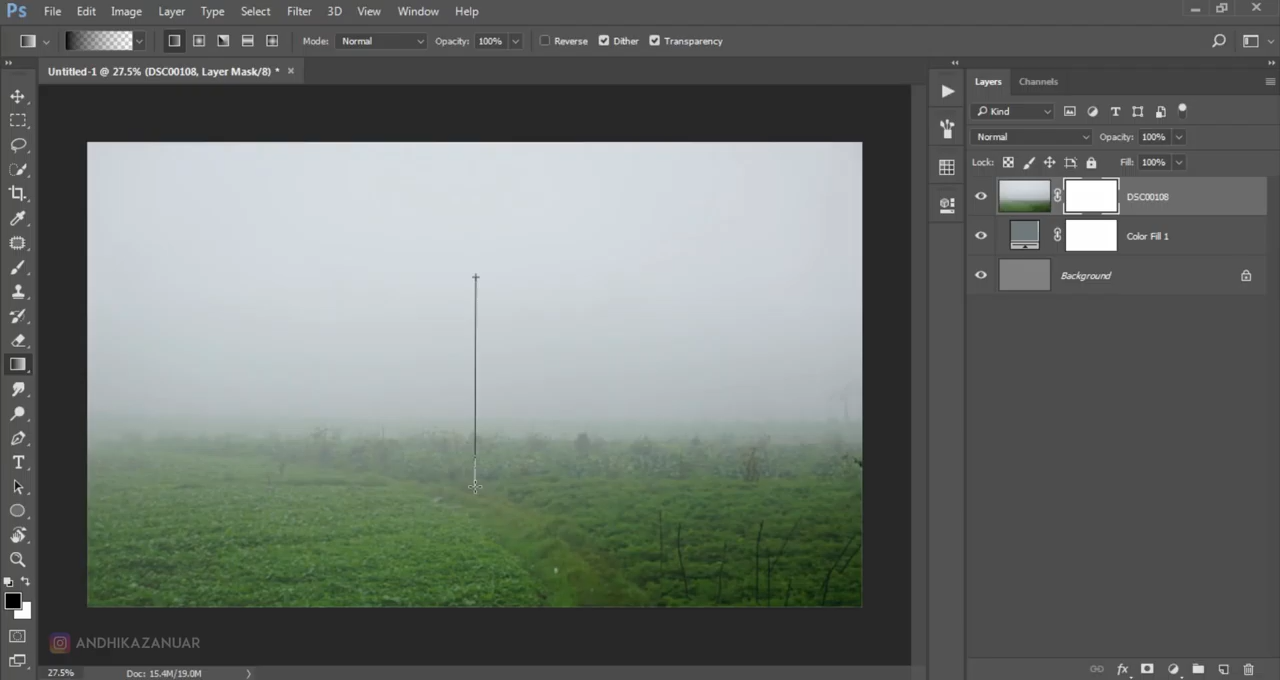 Ps File Edit Image Layer Type Select Filter 3D View Window Help
Mode: Normal Opacity: 100% Reverse Dither Transparency
Untitled-1 @ 27.5% (DSC00108, Layer Mask/8) * ×
Layers Channels
Kind
Normal Opacity: 100%
Lock: Fill: 100%
DSC00108
Color Fill 1
Background
ANDHIKAZANUAR
27.5% Doc: 15.4M/19.0M
fx